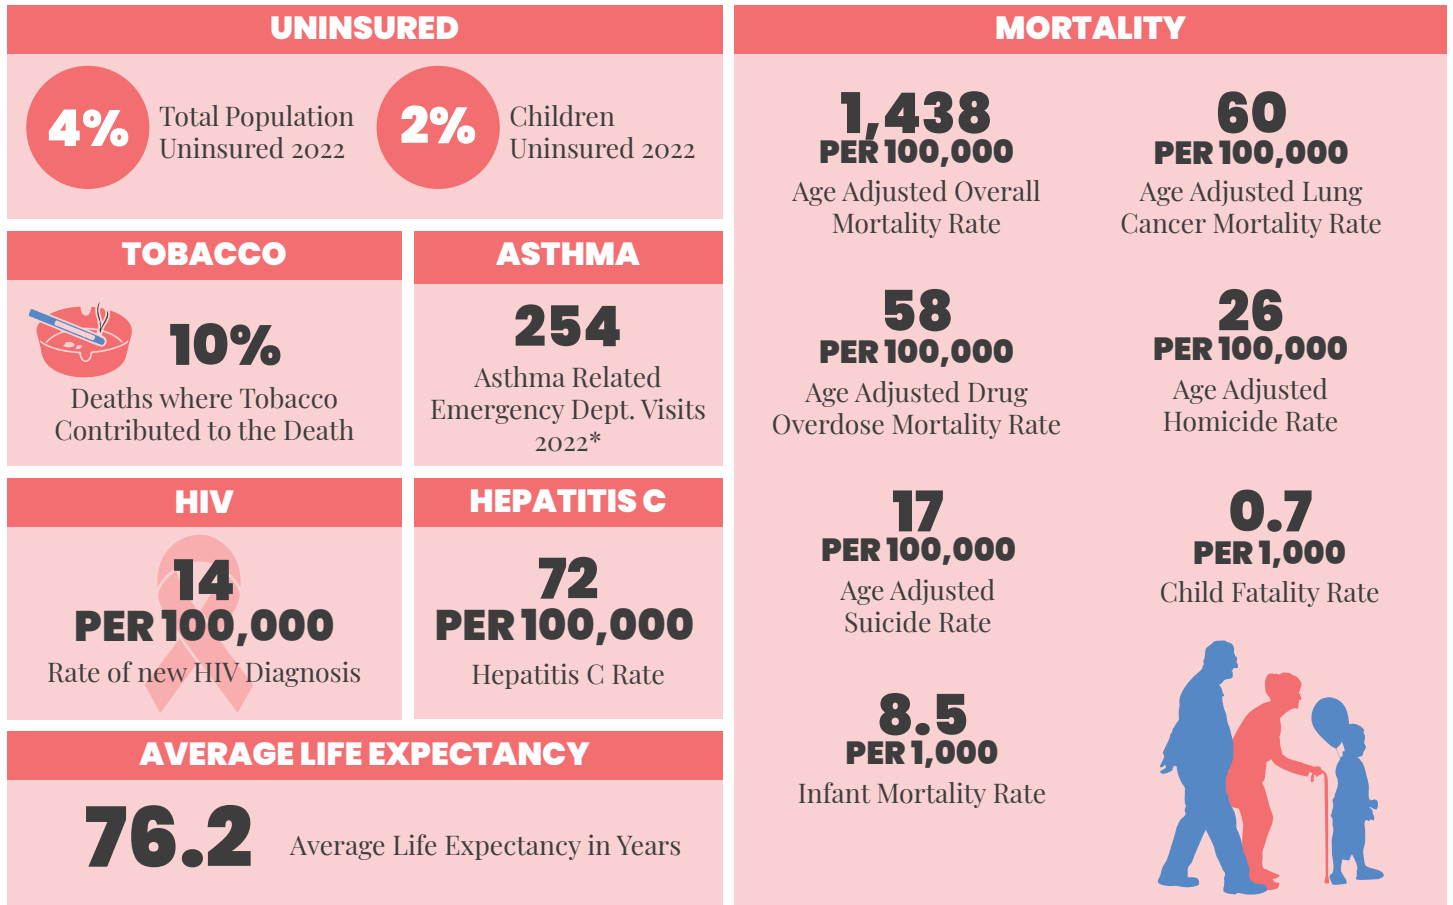 UNINSURED
4%
Total Population
Uninsured 2022
2%
Children
Uninsured 2022
TOBACCO
10%
Deaths where Tobacco
Contributed to the Death
ASTHMA
254
Asthma Related
Emergency Dept. Visits
2022*
HIV
14
PER 100,000
Rate of new HIV Diagnosis
HEPATITIS C
72
PER 100,000
Hepatitis C Rate
AVERAGE LIFE EXPECTANCY
76.2
Average Life Expectancy in Years
MORTALITY
1,438
PER 100,000
Age Adjusted Overall
Mortality Rate
60
PER 100,000
Age Adjusted Lung
Cancer Mortality Rate
58
PER 100,000
Age Adjusted Drug
Overdose Mortality Rate
26
PER 100,000
Age Adjusted
Homicide Rate
17
PER 100,000
Age Adjusted
Suicide Rate
0.7
PER 1,000
Child Fatality Rate
8.5
PER 1,000
Infant Mortality Rate